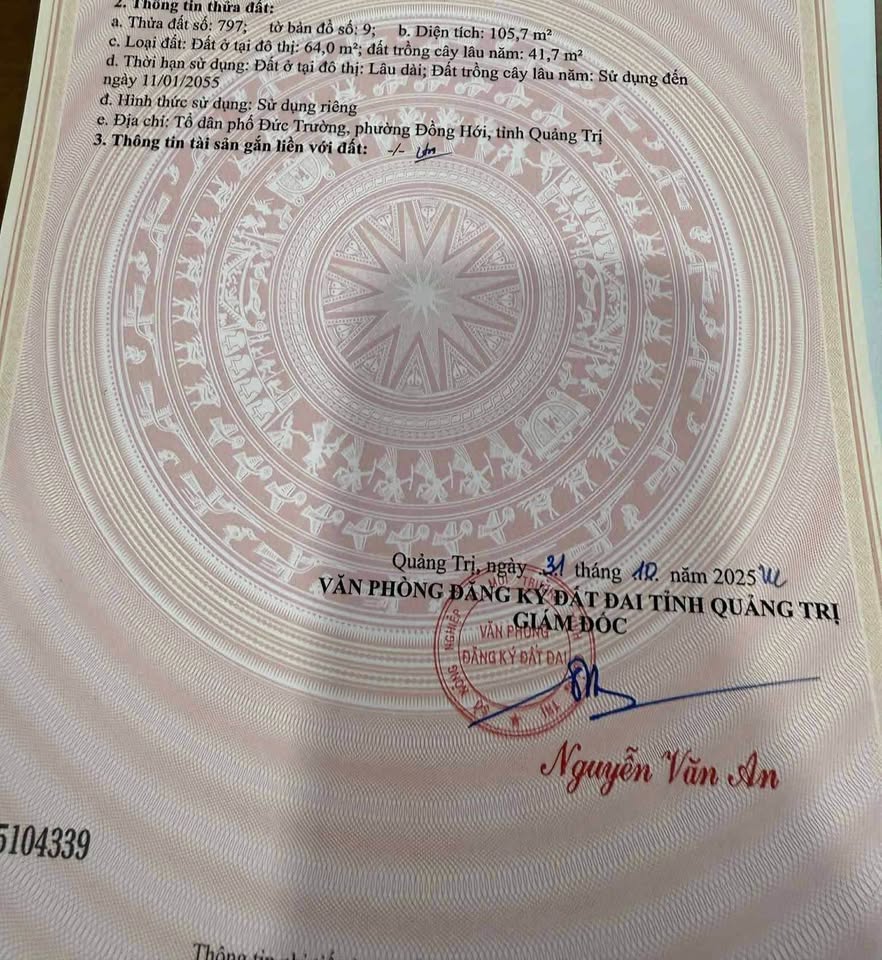 2. Thông tin thửa đất:
a. Thửa đất số: 797; tờ bản đồ số: 9; b. Diện tích: 105,7 m²
c. Loại đất: Đất ở tại đô thị: 64,0 m²; đất trồng cây lâu năm: 41,7 m²
d. Thời hạn sử dụng: Đất ở tại đô thị: Lâu dài; Đất trồng cây lâu năm: Sử dụng đến
ngày 11/01/2055
đ. Hình thức sử dụng: Sử dụng riêng
e. Địa chỉ: Tổ dân phố Đức Trường, phường Đồng Hới, tỉnh Quảng Trị
3. Thông tin tài sản gắn liền với đất: -/-
Quảng Trị, ngày 31 tháng 12 năm 2025
VĂN PHÒNG ĐĂNG KÝ ĐẤT ĐAI TỈNH QUẢNG TRỊ
GIÁM ĐỐC
VĂN PHÒNG
ĐĂNG KÝ ĐẤT ĐAI
Nguyễn Văn An
5104339
Thông tin